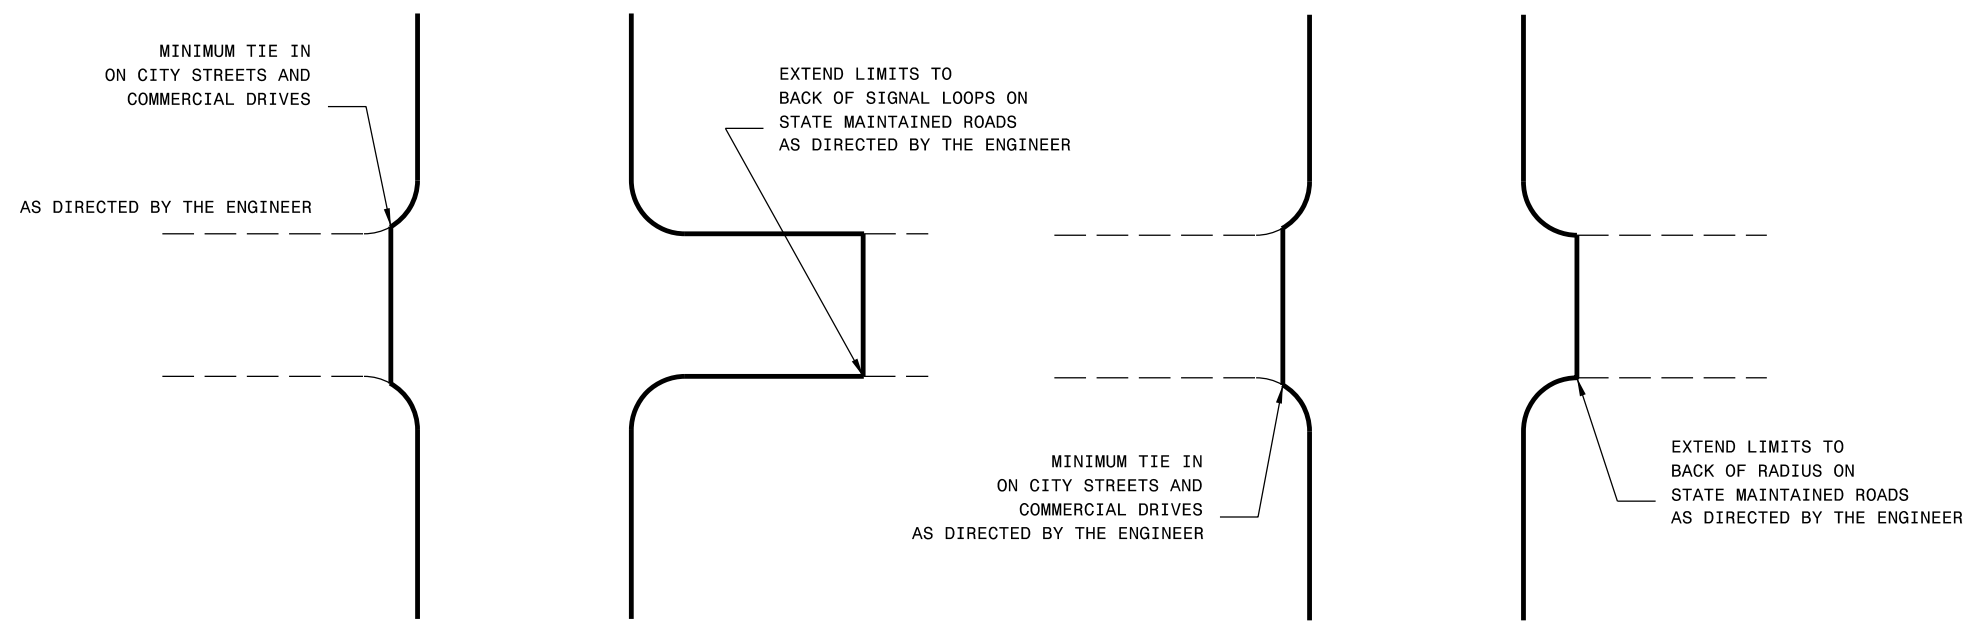 MINIMUM TIE IN
ON CITY STREETS AND
COMMERCIAL DRIVES
AS DIRECTED BY THE ENGINEER
EXTEND LIMITS TO
BACK OF SIGNAL LOOPS ON
STATE MAINTAINED ROADS
AS DIRECTED BY THE ENGINEER
MINIMUM TIE IN
ON CITY STREETS AND
COMMERCIAL DRIVES
AS DIRECTED BY THE ENGINEER
EXTEND LIMITS TO
BACK OF RADIUS ON
STATE MAINTAINED ROADS
AS DIRECTED BY THE ENGINEER